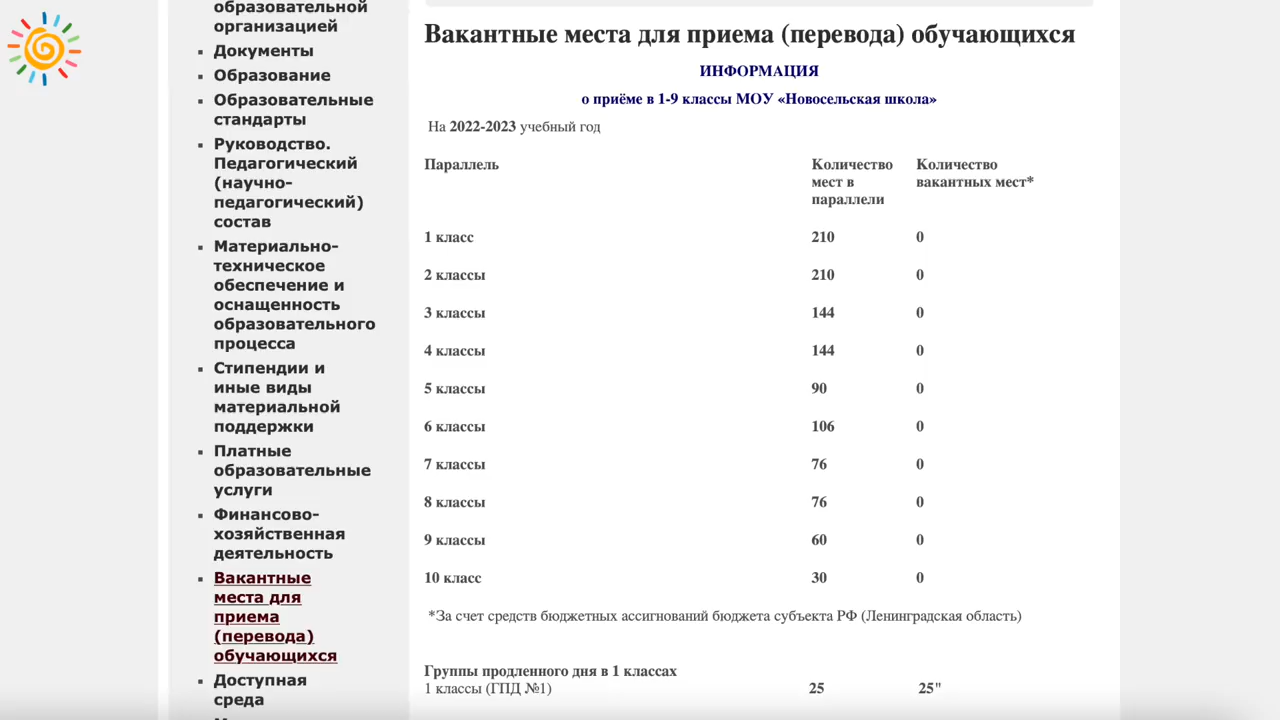 образовательной
организацией
Документы
Образование
Образовательные
стандарты
Руководство.
Педагогический
(научно-
педагогический)
состав
Материально-
техническое
обеспечение и
оснащенность
образовательного
процесса
Стипендии и
иные виды
материальной
поддержки
Платные
образовательные
услуги
Финансово-
хозяйственная
деятельность
Вакантные
места для
приема
(перевода)
обучающихся
Доступная
среда
Вакантные места для приема (перевода) обучающихся
ИНФОРМАЦИЯ
о приёме в 1-9 классы МОУ «Новосельская школа»
На 2022-2023 учебный год
Параллель
Количество
мест в
параллели
Количество
вакантных мест*
1 класс 210 0
2 классы 210 0
3 классы 144 0
4 классы 144 0
5 классы 90 0
6 классы 106 0
7 классы 76 0
8 классы 76 0
9 классы 60 0
10 класс 30 0
*За счет средств бюджетных ассигнований бюджета субъекта РФ (Ленинградская область)
Группы продленного дня в 1 классах
1 классы (ГПД №1) 25 25"